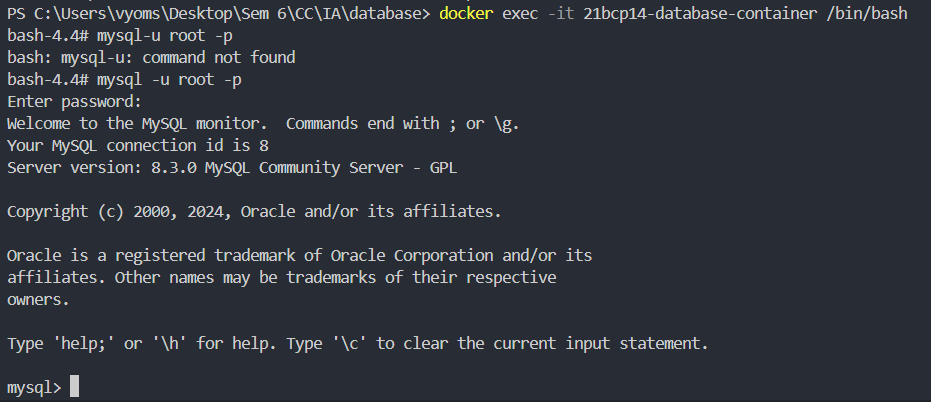 PS C:\Users\vyoms\Desktop\Sem 6\CC\IA\database> docker exec -it 21bcp14-database-container /bin/bash
bash-4.4# mysql-u root -p
bash: mysql-u: command not found
bash-4.4# mysql -u root -p
Enter password:
Welcome to the MySQL monitor.  Commands end with ; or \g.
Your MySQL connection id is 8
Server version: 8.3.0 MySQL Community Server - GPL
Copyright (c) 2000, 2024, Oracle and/or its affiliates.
Oracle is a registered trademark of Oracle Corporation and/or its
affiliates. Other names may be trademarks of their respective
owners.
Type 'help;' or '\h' for help. Type '\c' to clear the current input statement.
mysql>